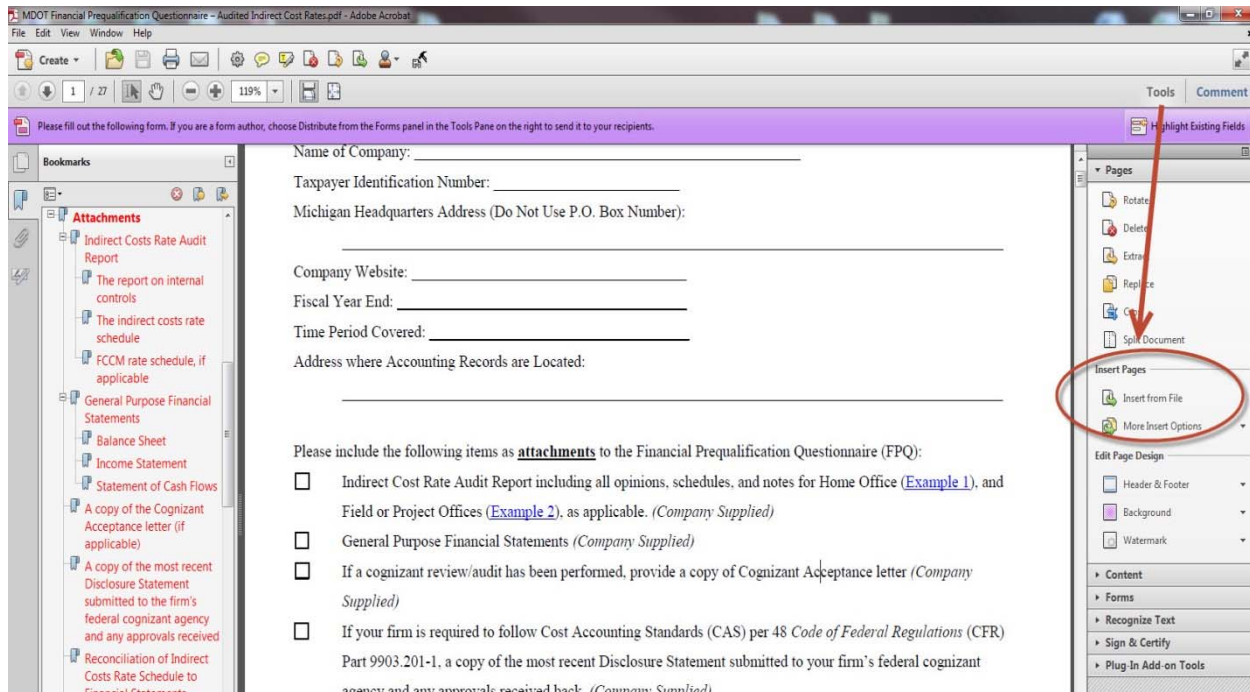 MDOT Financial Prequalification Questionnaire – Audited Indirect Cost Rates.pdf - Adobe Acrobat
File Edit View Window Help
Create
1 / 27 119% Tools Comment
Please fill out the following form. If you are a form author, choose Distribute from the Forms panel in the Tools Pane on the right to send it to your recipients. Highlight Existing Fields
Bookmarks
Attachments
Indirect Costs Rate Audit
Report
The report on internal
controls
The indirect costs rate
schedule
FCCM rate schedule, if
applicable
General Purpose Financial
Statements
Balance Sheet
Income Statement
Statement of Cash Flows
A copy of the Cognizant
Acceptance letter (if
applicable)
A copy of the most recent
Disclosure Statement
submitted to the firm's
federal cognizant agency
and any approvals received
Reconciliation of Indirect
Costs Rate Schedule to
Financial Statements
Name of Company:
Taxpayer Identification Number:
Michigan Headquarters Address (Do Not Use P.O. Box Number):
Company Website:
Fiscal Year End:
Time Period Covered:
Address where Accounting Records are Located:
Please include the following items as attachments to the Financial Prequalification Questionnaire (FPQ):
Indirect Cost Rate Audit Report including all opinions, schedules, and notes for Home Office (Example 1), and
Field or Project Offices (Example 2), as applicable. (Company Supplied)
General Purpose Financial Statements (Company Supplied)
If a cognizant review/audit has been performed, provide a copy of Cognizant Acceptance letter (Company
Supplied)
If your firm is required to follow Cost Accounting Standards (CAS) per 48 Code of Federal Regulations (CFR)
Part 9903.201-1, a copy of the most recent Disclosure Statement submitted to your firm's federal cognizant
agency and any approvals received back. (Company Supplied)
Pages
Rotate
Delete
Extract
Replace
Split Document
Insert Pages
Insert from File
More Insert Options
Edit Page Design
Header & Footer
Background
Watermark
Content
Forms
Recognize Text
Sign & Certify
Plug-In Add-on Tools